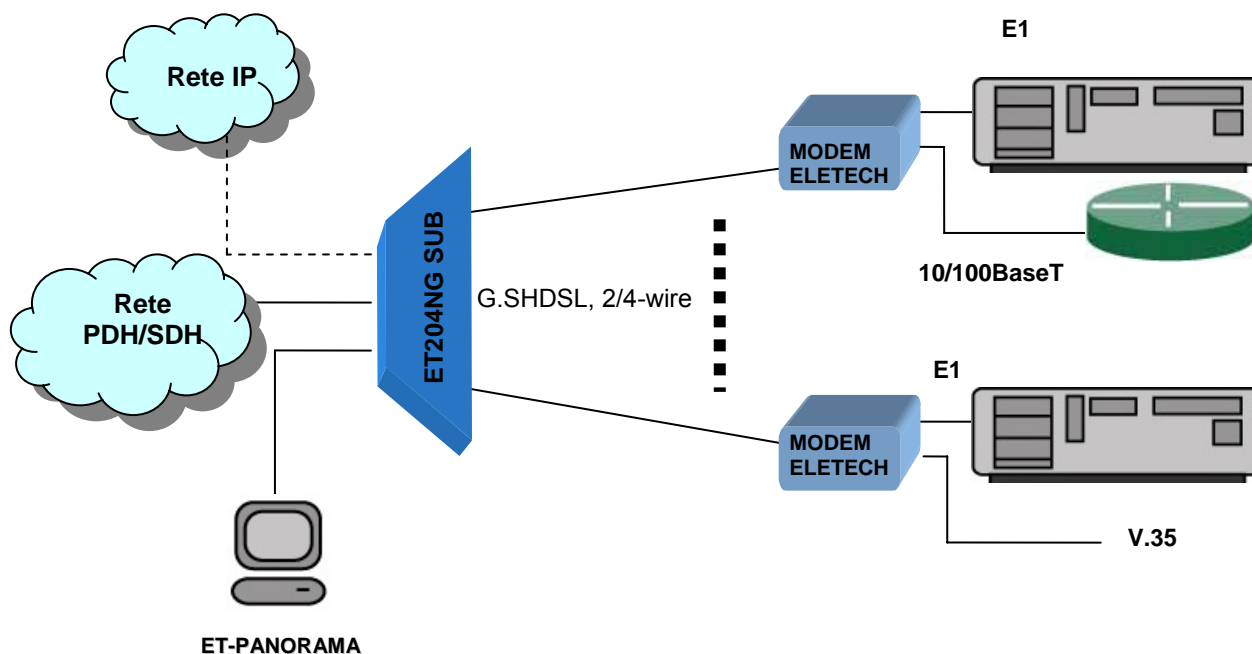 E1
Rete IP
MODEM
ELETECH
ET204NG SUB
10/100BaseT
G.SHDSL, 2/4-wire
Rete
PDH/SDH
E1
MODEM
ELETECH
V.35
ET-PANORAMA